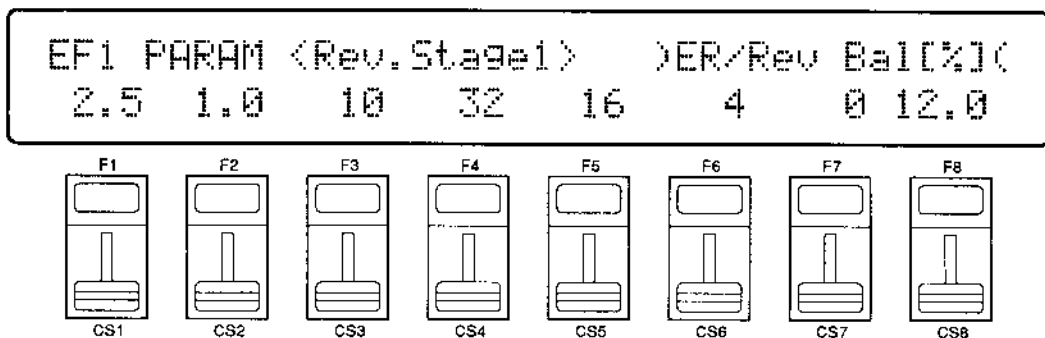 EF1 PARAM <Rev.Stage1> )ER/Rev Bal[%](
2.5 1.0 10 32 16 4 0 12.0
F1 F2 F3 F4 F5 F6 F7 F8
CS1 CS2 CS3 CS4 CS5 CS6 CS7 CS8